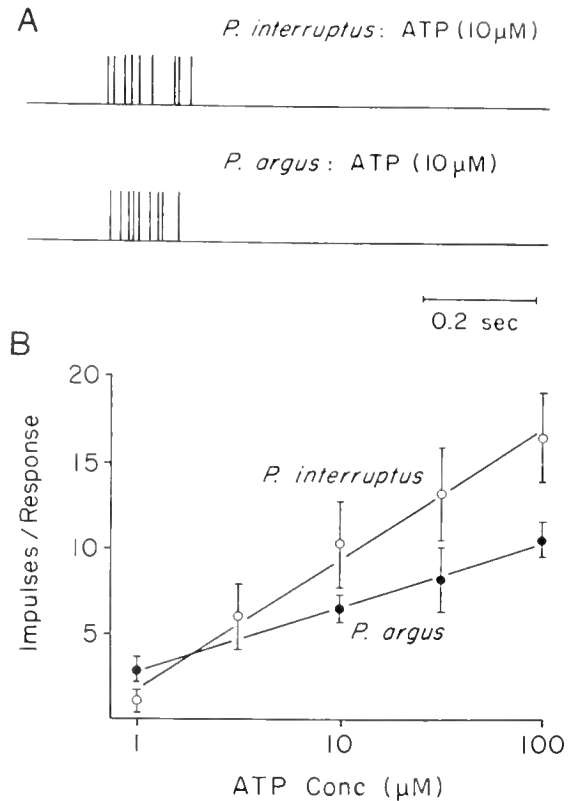 A
P. interruptus: ATP (10μM)
P. argus: ATP (10μM)
0.2 sec
B
20
15
10
5
Impulses / Response
P. interruptus
P. argus
1 10 100
ATP Conc (μM)